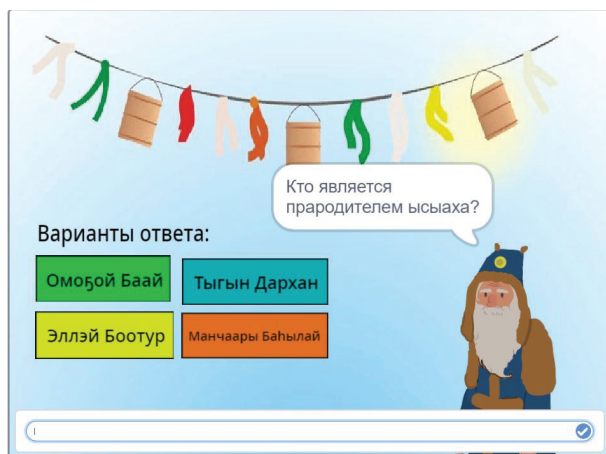 Кто является
прародителем ысыаха?
Варианты ответа:
Омоҕой Баай
Тыгын Дархан
Эллэй Боотур
Манчаары Баһылай